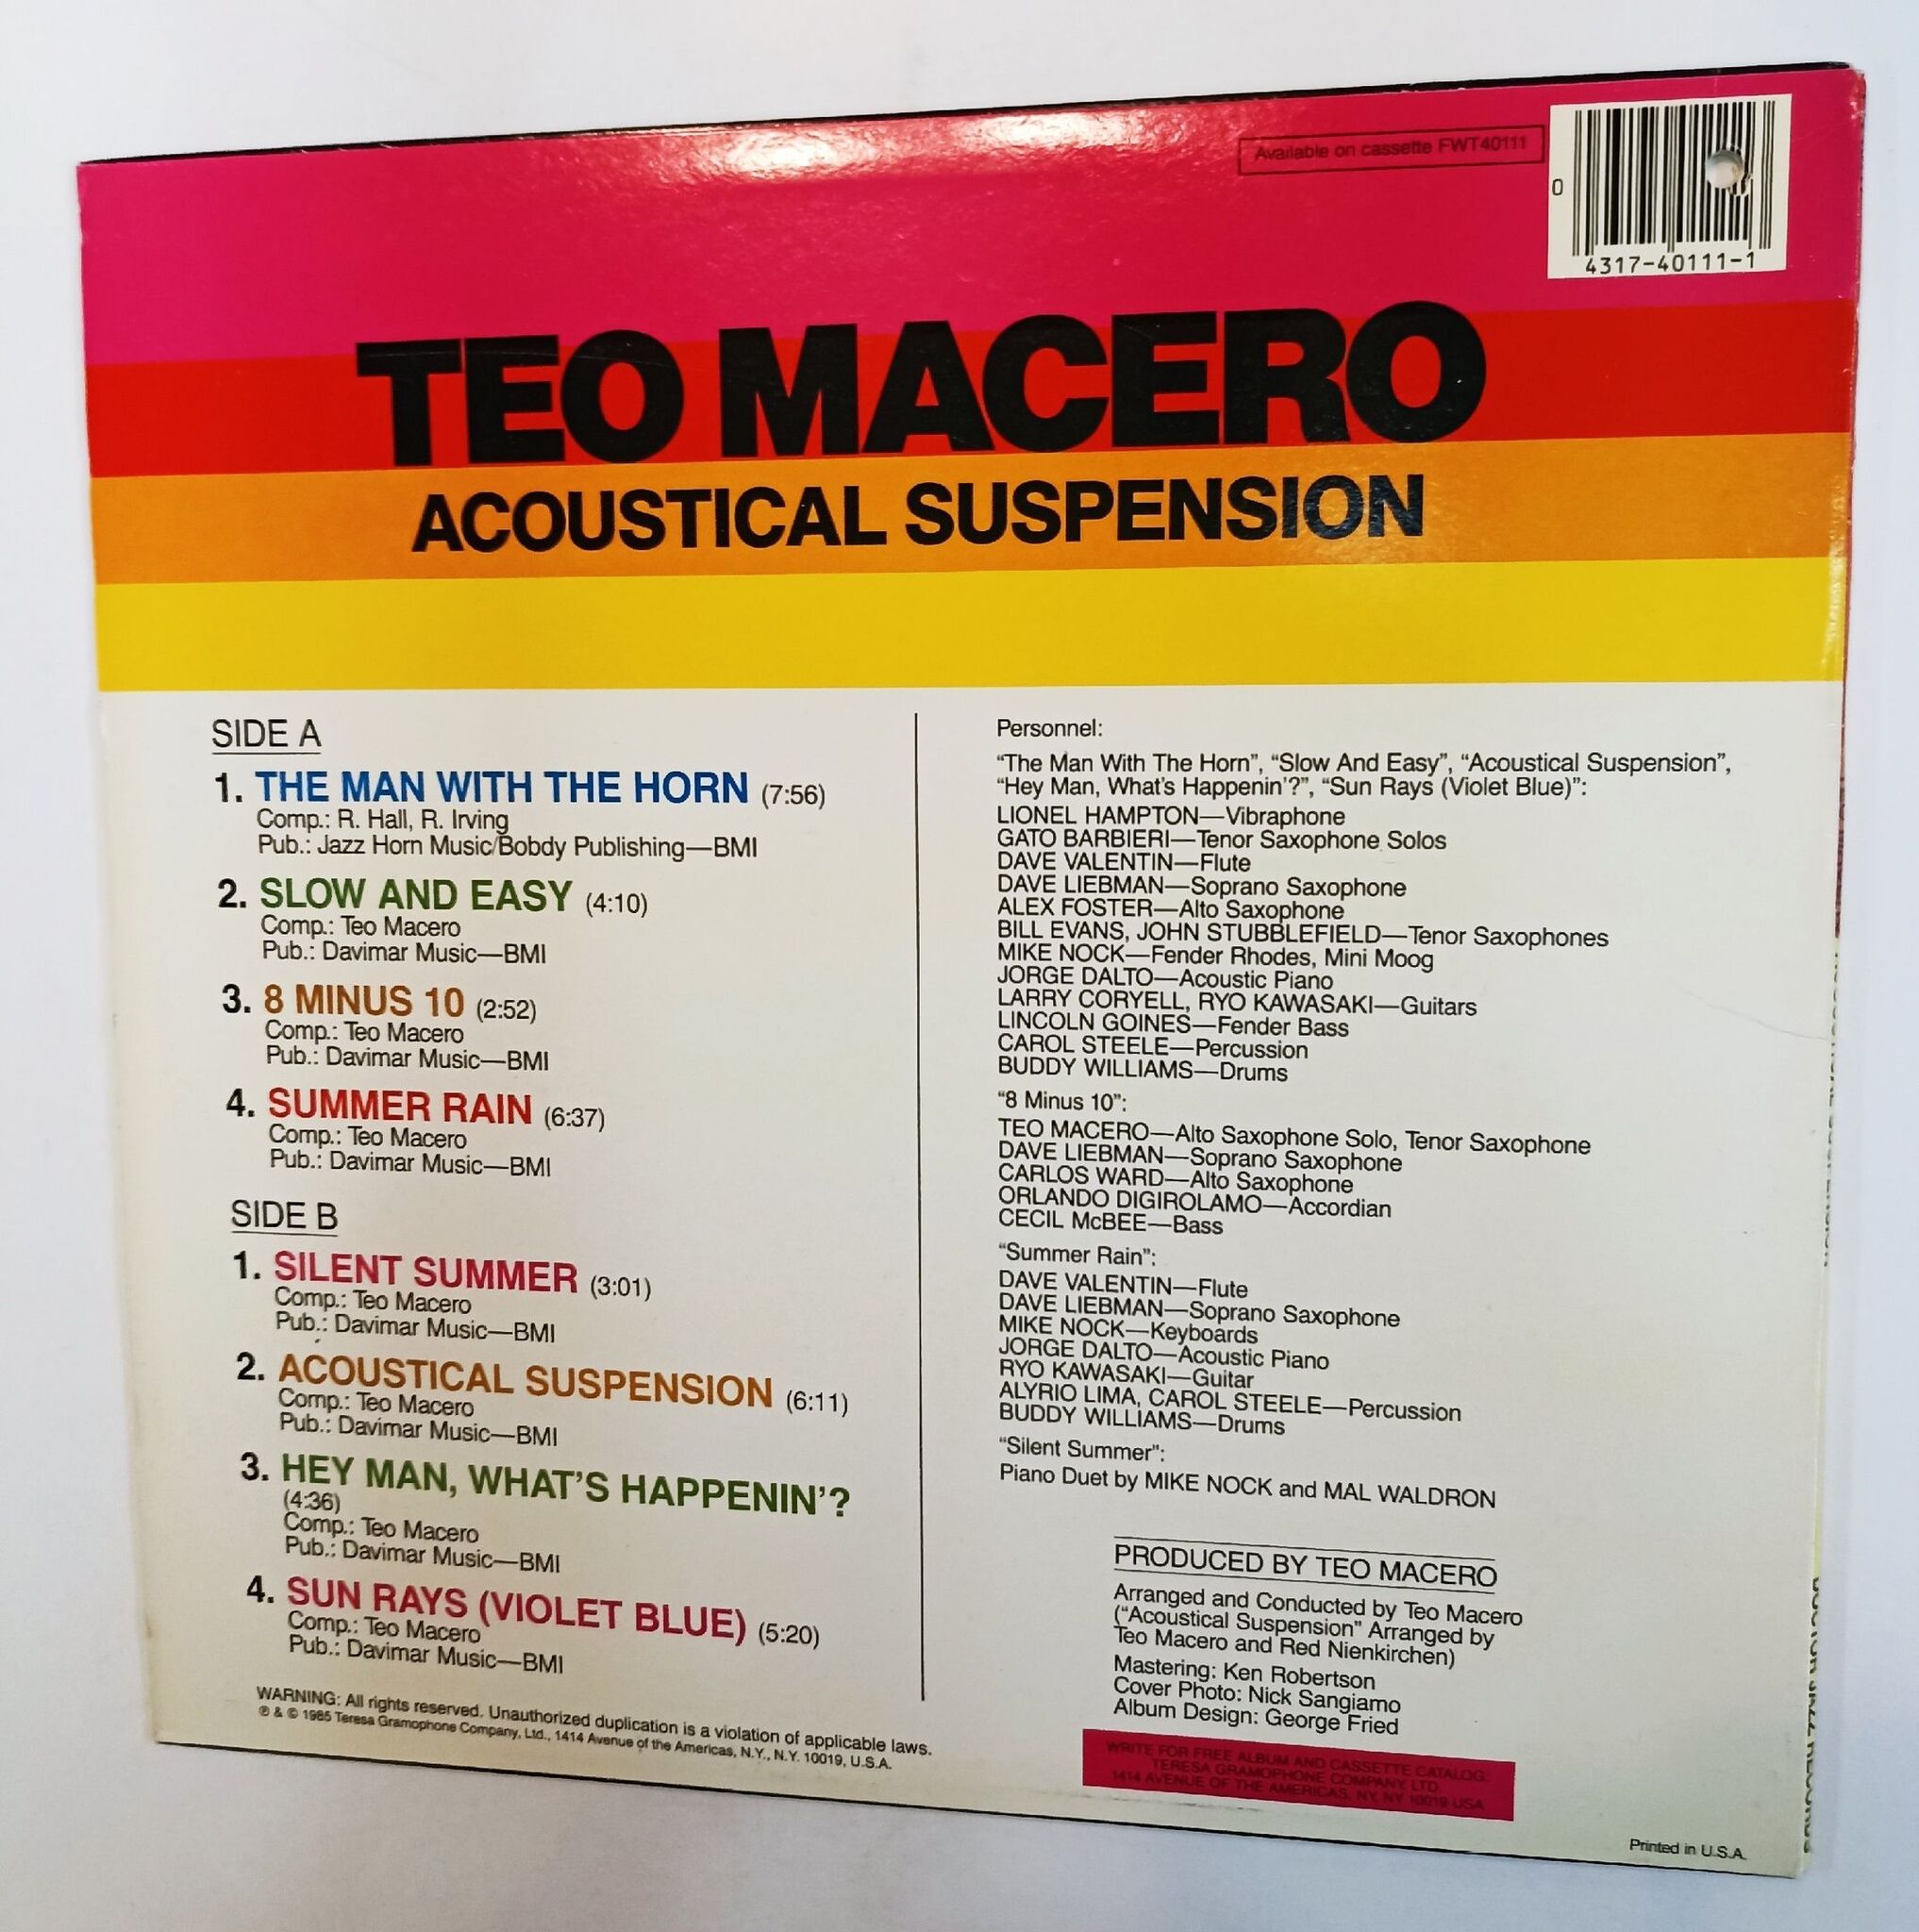 Available on cassette FWT40111
0
4317-40111-1
TEO MACERO
ACOUSTICAL SUSPENSION
SIDE A
1. THE MAN WITH THE HORN (7:56)
Comp.: R. Hall, R. Irving
Pub.: Jazz Horn Music/Bobdy Publishing—BMI
2. SLOW AND EASY (4:10)
Comp.: Teo Macero
Pub.: Davimar Music—BMI
3. 8 MINUS 10 (2:52)
Comp.: Teo Macero
Pub.: Davimar Music—BMI
4. SUMMER RAIN (6:37)
Comp.: Teo Macero
Pub.: Davimar Music—BMI
SIDE B
1. SILENT SUMMER (3:01)
Comp.: Teo Macero
Pub.: Davimar Music—BMI
2. ACOUSTICAL SUSPENSION (6:11)
Comp.: Teo Macero
Pub.: Davimar Music—BMI
3. HEY MAN, WHAT'S HAPPENIN'?
(4:36)
Comp.: Teo Macero
Pub.: Davimar Music—BMI
4. SUN RAYS (VIOLET BLUE) (5:20)
Comp.: Teo Macero
Pub.: Davimar Music—BMI
WARNING: All rights reserved. Unauthorized duplication is a violation of applicable laws.
℗ & © 1985 Teresa Gramophone Company, Ltd., 1414 Avenue of the Americas, N.Y., N.Y. 10019, U.S.A.
Personnel:
“The Man With The Horn”, “Slow And Easy”, “Acoustical Suspension”,
“Hey Man, What's Happenin'?”, “Sun Rays (Violet Blue)”:
LIONEL HAMPTON—Vibraphone
GATO BARBIERI—Tenor Saxophone Solos
DAVE VALENTIN—Flute
DAVE LIEBMAN—Soprano Saxophone
ALEX FOSTER—Alto Saxophone
BILL EVANS, JOHN STUBBLEFIELD—Tenor Saxophones
MIKE NOCK—Fender Rhodes, Mini Moog
JORGE DALTO—Acoustic Piano
LARRY CORYELL, RYO KAWASAKI—Guitars
LINCOLN GOINES—Fender Bass
CAROL STEELE—Percussion
BUDDY WILLIAMS—Drums
“8 Minus 10”:
TEO MACERO—Alto Saxophone Solo, Tenor Saxophone
DAVE LIEBMAN—Soprano Saxophone
CARLOS WARD—Alto Saxophone
ORLANDO DIGIROLAMO—Accordian
CECIL McBEE—Bass
“Summer Rain”:
DAVE VALENTIN—Flute
DAVE LIEBMAN—Soprano Saxophone
MIKE NOCK—Keyboards
JORGE DALTO—Acoustic Piano
RYO KAWASAKI—Guitar
ALYRIO LIMA, CAROL STEELE—Percussion
BUDDY WILLIAMS—Drums
“Silent Summer”:
Piano Duet by MIKE NOCK and MAL WALDRON
PRODUCED BY TEO MACERO
Arranged and Conducted by Teo Macero
(“Acoustical Suspension” Arranged by
Teo Macero and Red Nienkirchen)
Mastering: Ken Robertson
Cover Photo: Nick Sangiamo
Album Design: George Fried
WRITE FOR FREE ALBUM AND CASSETTE CATALOG:
TERESA GRAMOPHONE COMPANY, LTD.
1414 AVENUE OF THE AMERICAS, NY, NY 10019 USA
Printed in U.S.A.